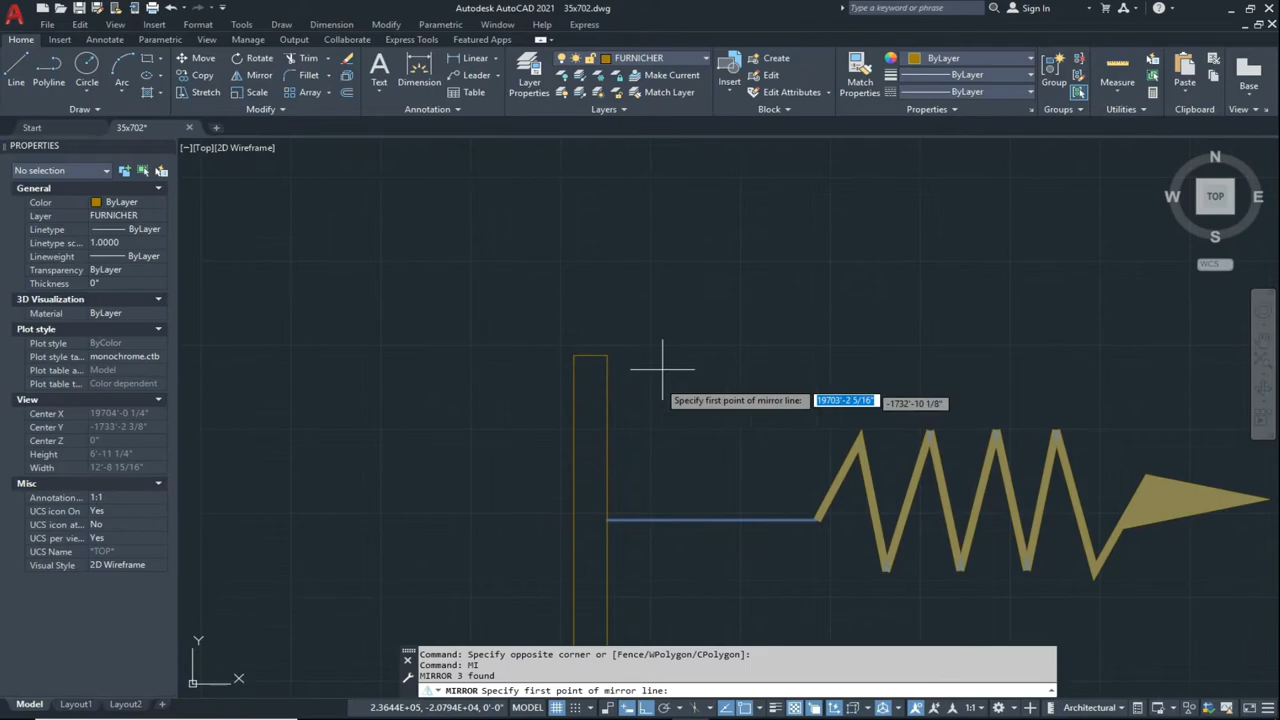 Autodesk AutoCAD 2021 35x702.dwg
Type a keyword or phrase
Sign In
File Edit View Insert Format Tools Draw Dimension Modify Parametric Window Help Express
Home Insert Annotate Parametric View Manage Output Collaborate Express Tools Featured Apps
Line Polyline Circle Arc
Move Rotate Trim
Copy Mirror Fillet
Stretch Scale Array
Text Dimension
Linear
Leader
Table
Layer Properties
FURNICHER
Make Current
Match Layer
Insert
Create
Edit
Edit Attributes
Match Properties
ByLayer
ByLayer
ByLayer
Group
Measure
Paste
Base
Draw Modify Annotation Layers Block Properties Groups Utilities Clipboard View
Start 35x702*
PROPERTIES
[−][Top][2D Wireframe]
No selection
General
Color ByLayer
Layer FURNICHER
Linetype ByLayer
Linetype sc... 1.0000
Lineweight ByLayer
Transparency ByLayer
Thickness 0"
3D Visualization
Material ByLayer
Plot style
Plot style ByColor
Plot style ta... monochrome.ctb
Plot table a... Model
Plot table t... Color dependent
View
Center X 19704'-0 1/4"
Center Y -1733'-2 3/8"
Center Z 0"
Height 6'-11 1/4"
Width 12'-8 15/16"
Misc
Annotation... 1:1
UCS icon On Yes
UCS icon at... No
UCS per vie... Yes
UCS Name *TOP*
Visual Style 2D Wireframe
N
W TOP E
S
WCS
Specify first point of mirror line: 19703'-2 5/16" -1732'-10 1/8"
Y
X
Command: Specify opposite corner or [Fence/WPolygon/CPolygon]:
Command: MI
MIRROR 3 found
MIRROR Specify first point of mirror line:
Model Layout1 Layout2
2.3644E+05, -2.0794E+04, 0'-0" MODEL 1:1 Architectural